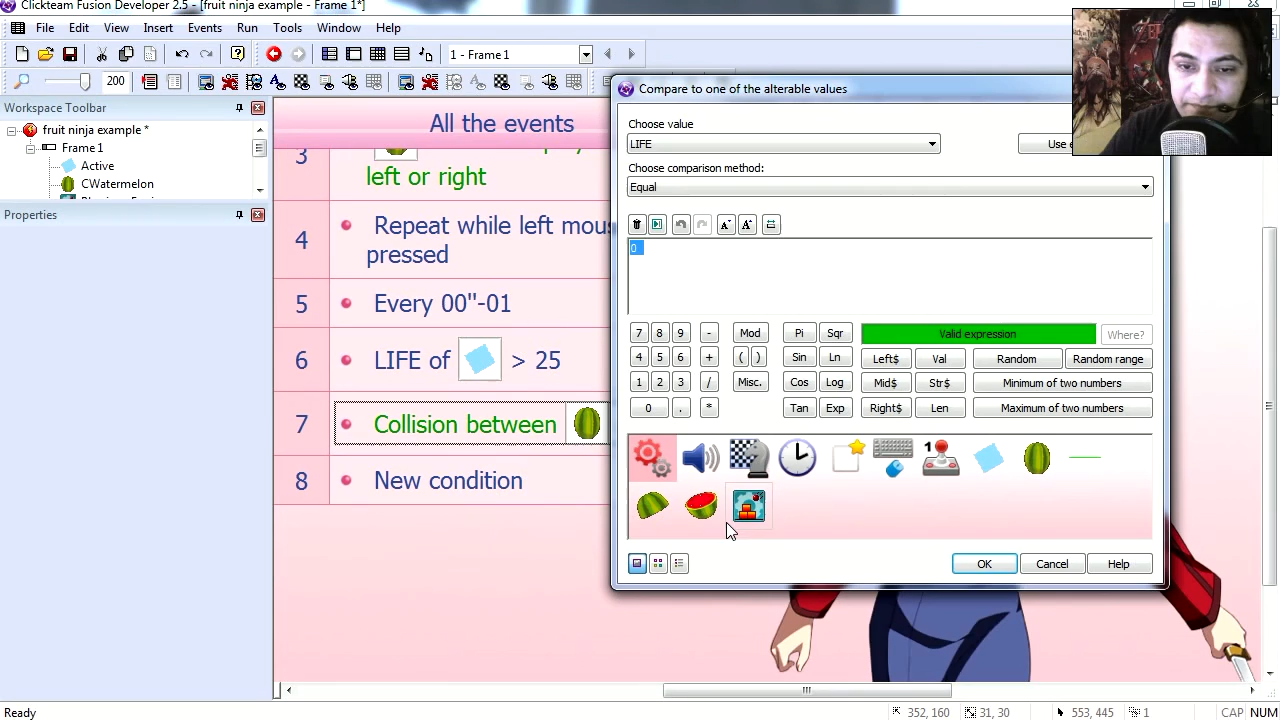 Clickteam Fusion Developer 2.5 - [fruit ninja example - Frame 1*]
File Edit View Insert Events Run Tools Window Help
1 - Frame 1
200
Workspace Toolbar
fruit ninja example *
Frame 1
Active
CWatermelon
Properties
All the events
3
left or right
4 Repeat while left mous
pressed
5 Every 00"-01
6 LIFE of > 25
7 Collision between
8 New condition
Compare to one of the alterable values
Choose value
LIFE
Use e
Choose comparison method:
Equal
0
7 8 9 - Mod Pi Sqr Valid expression Where?
4 5 6 + ( ) Sin Ln Left$ Val Random Random range
1 2 3 / Misc. Cos Log Mid$ Str$ Minimum of two numbers
0 . * Tan Exp Right$ Len Maximum of two numbers
1
OK Cancel Help
Ready 352, 160 31, 30 553, 445 1 CAP NUM